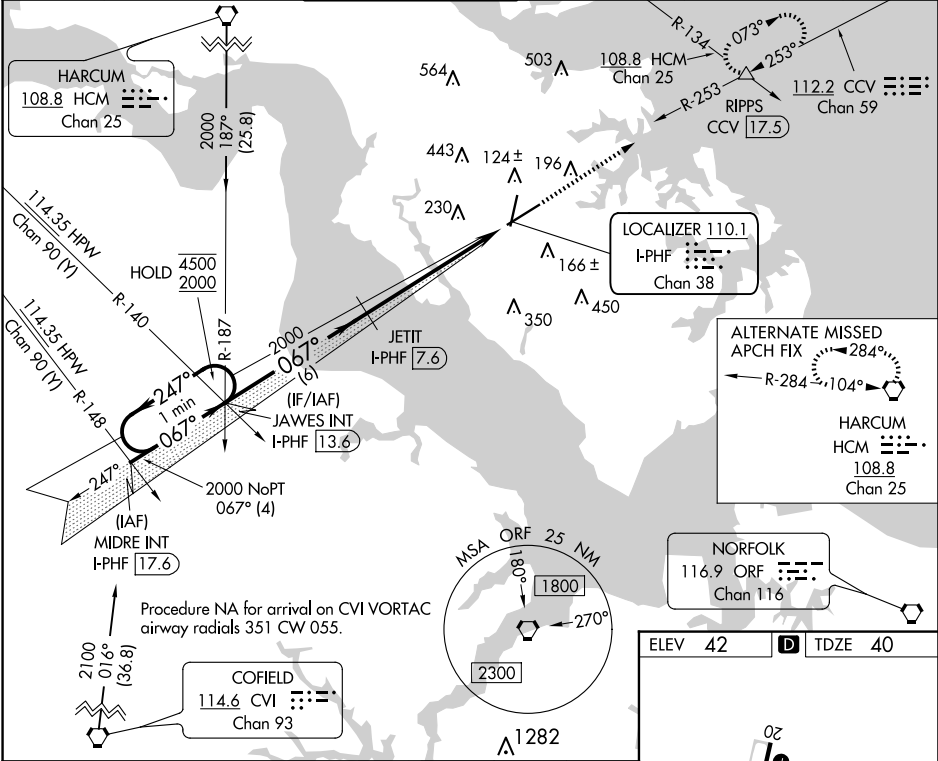 HARCUM
108.8 HCM
Chan 25
2000
187°
(25.8)
564
503
443
124 ±
196
230
108.8 HCM
Chan 25
R-134
073°
253°
R-253
RIPPS
CCV 17.5
112.2 CCV
Chan 59
114.35 HPW
Chan 90 (Y)
R-140
HOLD 4500
2000
R-187
LOCALIZER 110.1
I-PHF
Chan 38
166 ±
450
350
114.35 HPW
Chan 90 (Y)
R-148
2000
067°
(6)
JETIT
I-PHF 7.6
247°
1 min
067°
(IF/IAF)
JAWES INT
I-PHF 13.6
247°
2000 NoPT
067° (4)
(IAF)
MIDRE INT
I-PHF 17.6
ALTERNATE MISSED
APCH FIX
284°
R-284
104°
HARCUM
HCM
108.8
Chan 25
Procedure NA for arrival on CVI VORTAC
airway radials 351 CW 055.
2100
016°
(36.8)
COFIELD
114.6 CVI
Chan 93
MSA ORF 25 NM
180°
1800
270°
2300
1282
NORFOLK
116.9 ORF
Chan 116
ELEV 42 D TDZE 40
20